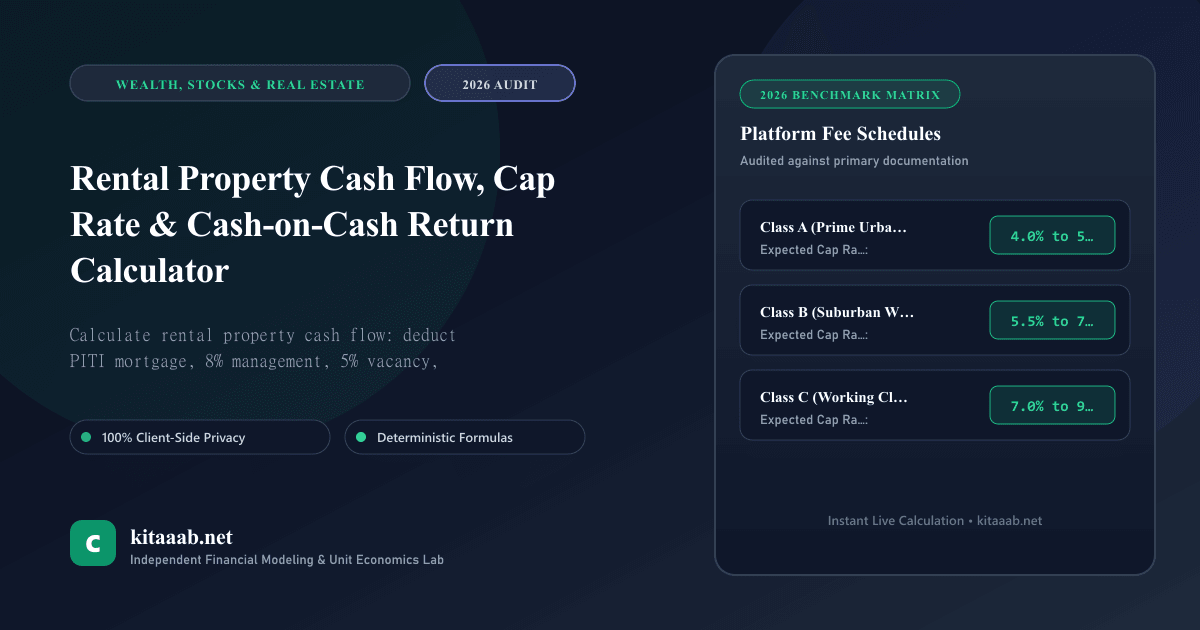 WEALTH, STOCKS & REAL ESTATE
2026 AUDIT
Rental Property Cash Flow, Cap
Rate & Cash-on-Cash Return
Calculator
Calculate rental property cash flow: deduct
PITI mortgage, 8% management, 5% vacancy,
100% Client-Side Privacy
Deterministic Formulas
C
kitaaab.net
Independent Financial Modeling & Unit Economics Lab
2026 BENCHMARK MATRIX
Platform Fee Schedules
Audited against primary documentation
Class A (Prime Urba…
Expected Cap Ra…:
4.0% to 5…
Class B (Suburban W…
Expected Cap Ra…:
5.5% to 7…
Class C (Working Cl…
Expected Cap Ra…:
7.0% to 9…
Instant Live Calculation • kitaaab.net